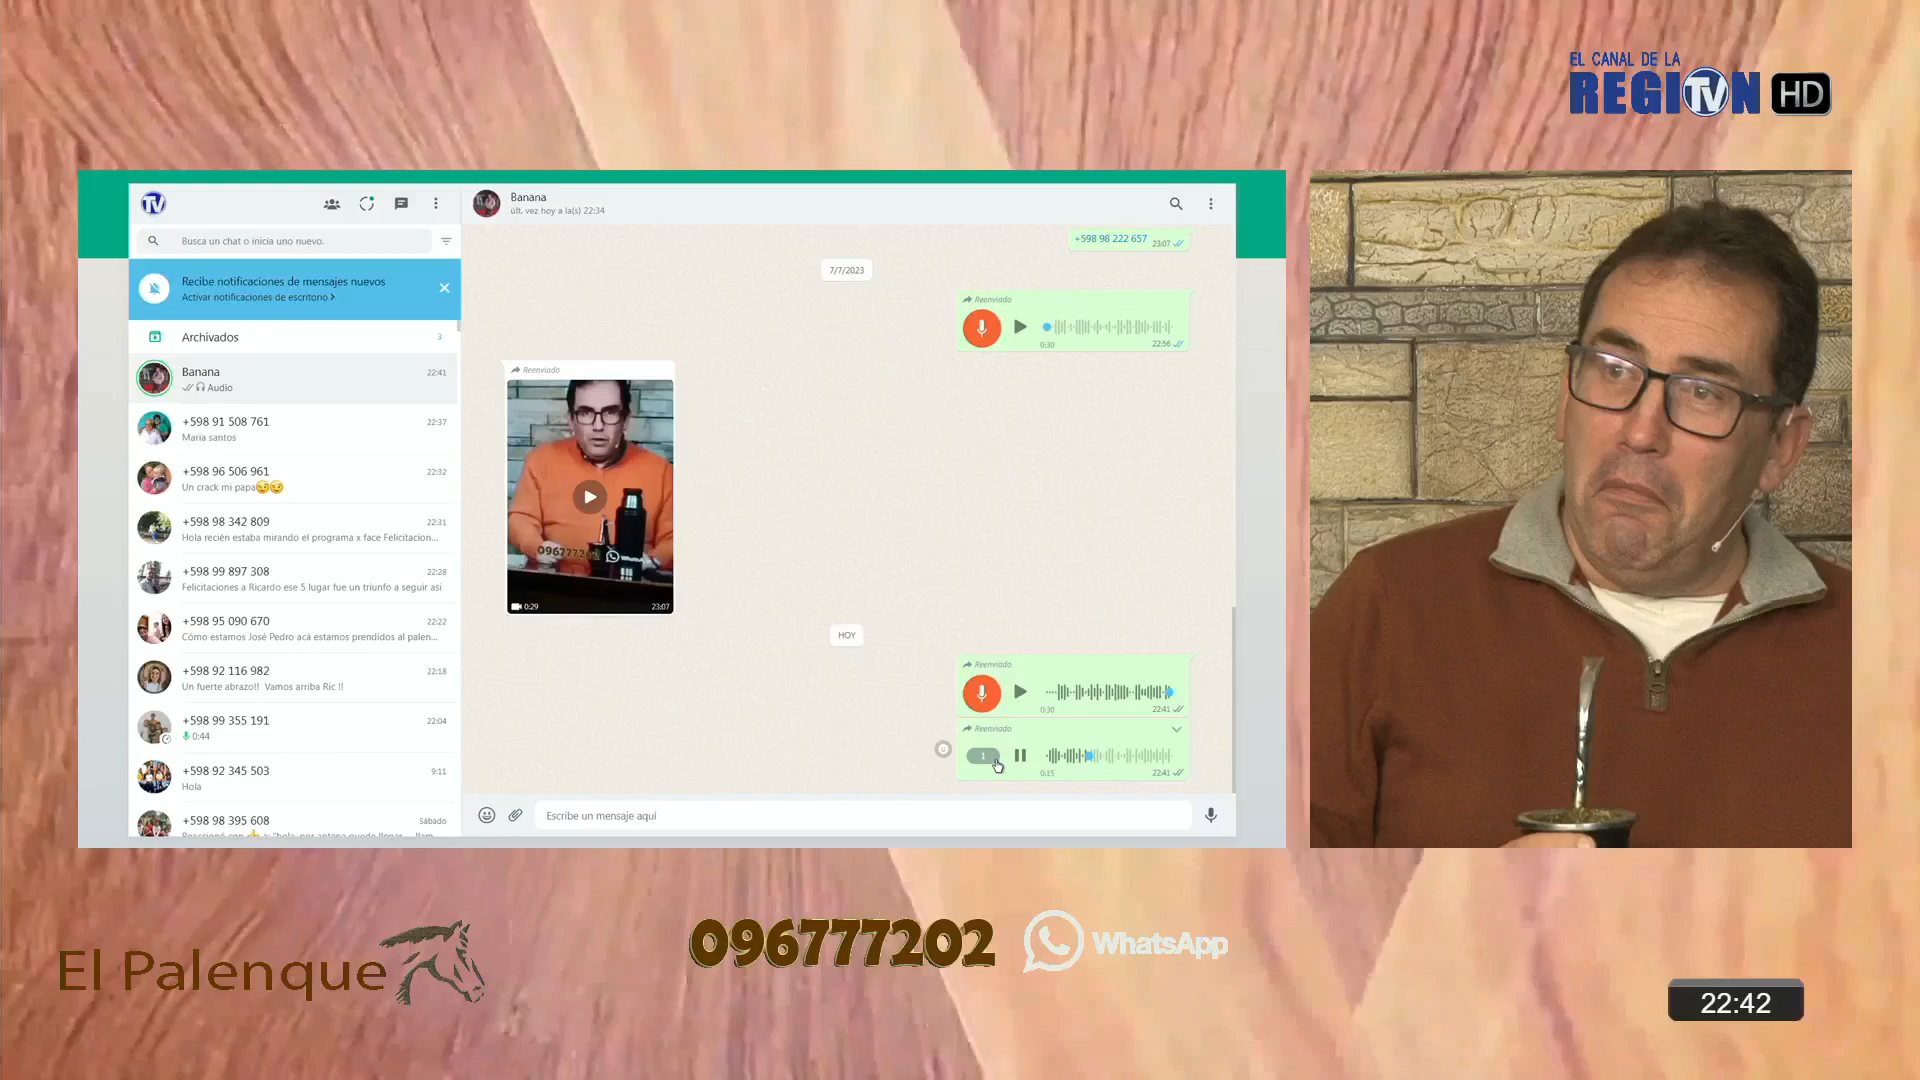 EL CANAL DE LA
REGI TV N HD
TV
Busca un chat o inicia uno nuevo.
Recibe notificaciones de mensajes nuevos
Activar notificaciones de escritorio >
Archivados 3
Banana 22:41
Audio
+598 91 508 761 22:37
Maria santos
+598 96 506 961 22:32
Un crack mi papa😉😉
+598 98 342 809 22:31
Hola recién estaba mirando el programa x face Felicitacion...
+598 99 897 308 22:28
Felicitaciones a Ricardo ese 5 lugar fue un triunfo a seguir asi
+598 95 090 670 22:22
Cómo estamos José Pedro acá estamos prendidos al palen...
+598 92 116 982 22:18
Un fuerte abrazo!! Vamos arriba Ric !!
+598 99 355 191 22:04
0:44
+598 92 345 503 9:11
Hola
+598 98 395 608 Sábado
Banana
últ. vez hoy a la(s) 22:34
+598 98 222 657 23:07
7/7/2023
Reenviado
0:30 22:56
Reenviado
096777202 WhatsApp
0:29 23:07
HOY
Reenviado
0:30 22:41
Reenviado
1
0:15 22:41
Escribe un mensaje aquí
El Palenque
096777202 WhatsApp
22:42